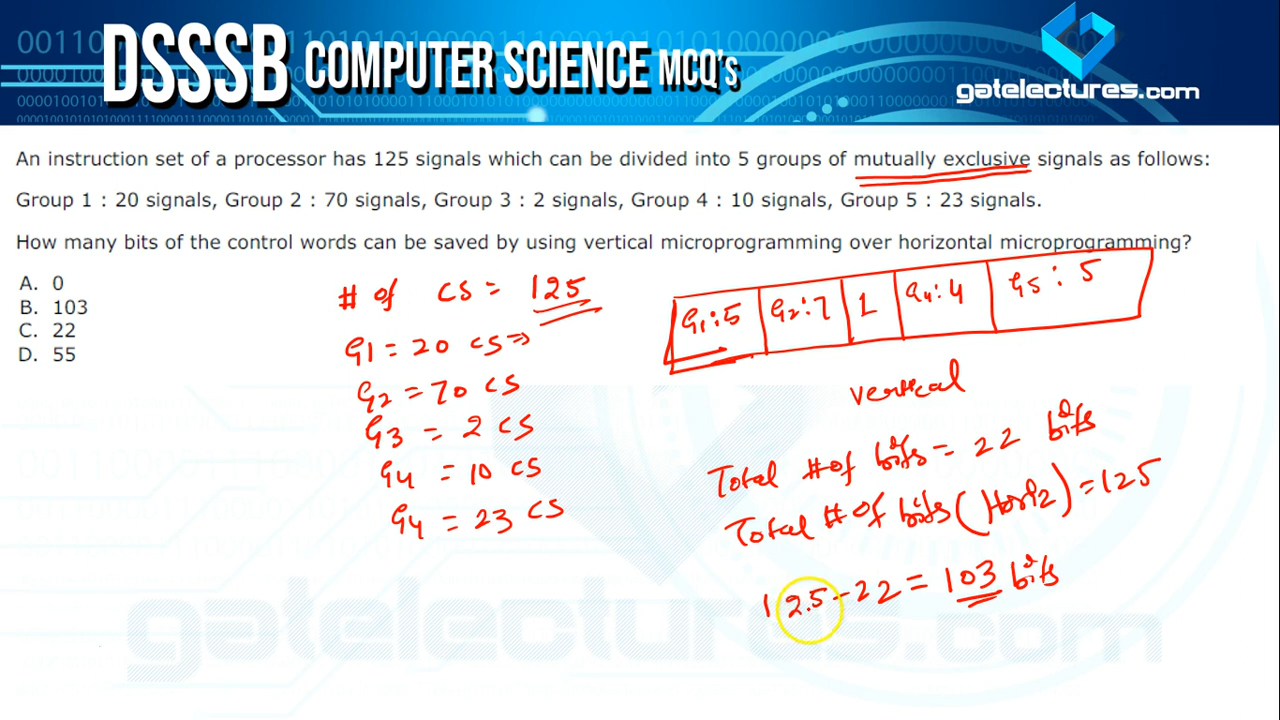 DSSSB COMPUTER SCIENCE MCQ's
gatelectures.com
An instruction set of a processor has 125 signals which can be divided into 5 groups of mutually exclusive signals as follows:
Group 1 : 20 signals, Group 2 : 70 signals, Group 3 : 2 signals, Group 4 : 10 signals, Group 5 : 23 signals.
How many bits of the control words can be saved by using vertical microprogramming over horizontal microprogramming?
A. 0
B. 103
C. 22
D. 55
# of CS = 125
G1 = 20 CS ⇒
G2 = 70 CS
G3 = 2 CS
G4 = 10 CS
G4 = 23 CS
G1:5 G2:7 1 G4:4 G5:5
Vertical
Total # of bits = 22 bits
Total # of bits (Horiz) = 125
125-22 = 103 bits
gatelectures.com